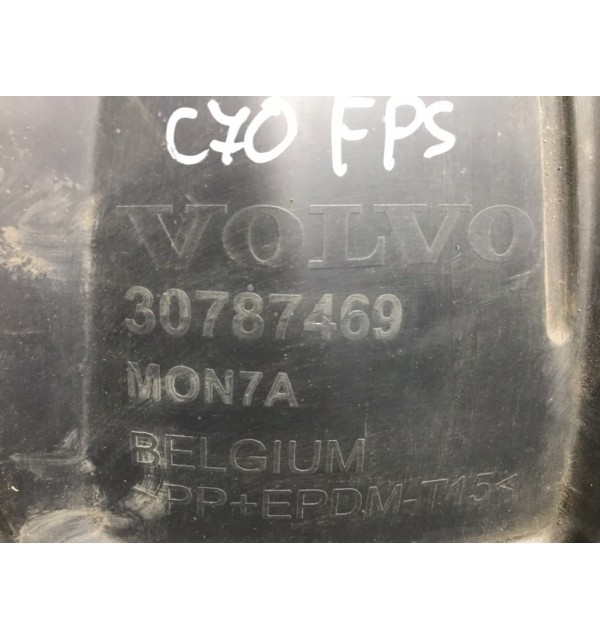 C70 FPS
VOLVO
30787469
MON7A
BELGIUM
>PP+EPDM-T15<